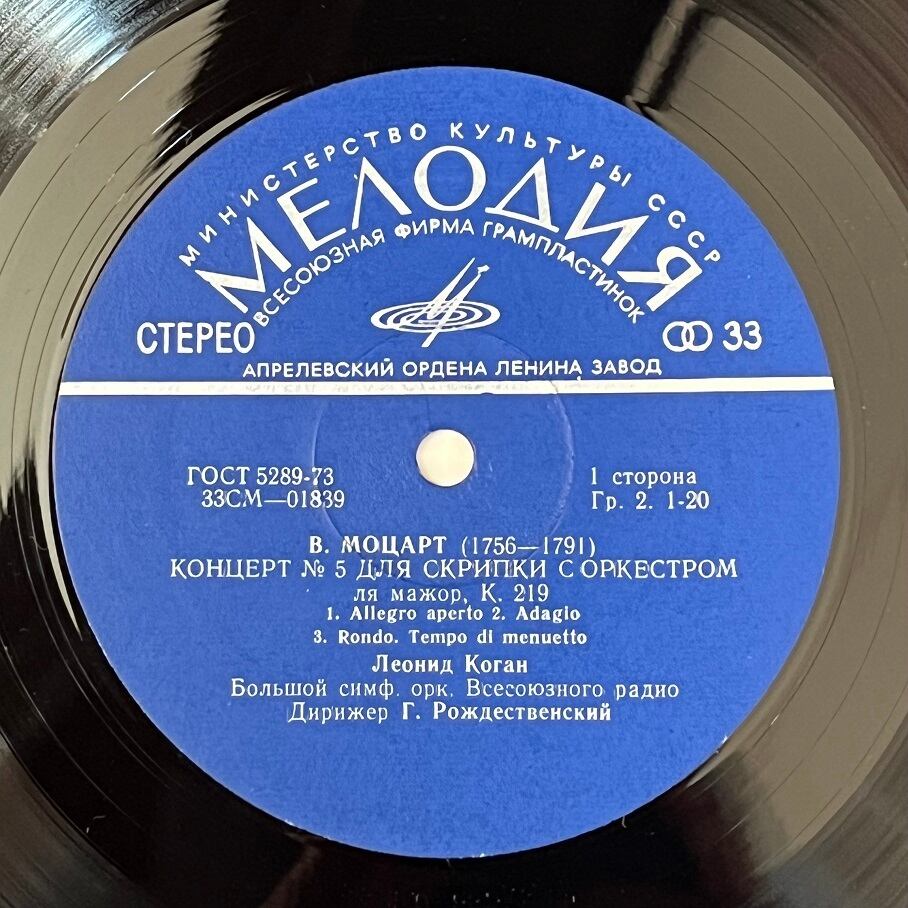 МИНИСТЕРСТВО КУЛЬТУРЫ СССР
МЕЛОДИЯ
ВСЕСОЮЗНАЯ ФИРМА ГРАМПЛАСТИНОК
СТЕРЕО
33
АПРЕЛЕВСКИЙ ОРДЕНА ЛЕНИНА ЗАВОД
ГОСТ 5289-73
33СМ—01839
1 сторона
Гр. 2. 1-20
В. МОЦАРТ (1756—1791)
КОНЦЕРТ № 5 ДЛЯ СКРИПКИ С ОРКЕСТРОМ
ля мажор, К. 219
1. Allegro aperto 2. Adagio
3. Rondo. Tempo di menuetto
Леонид Коган
Большой симф. орк. Всесоюзного радио
Дирижер Г. Рождественский